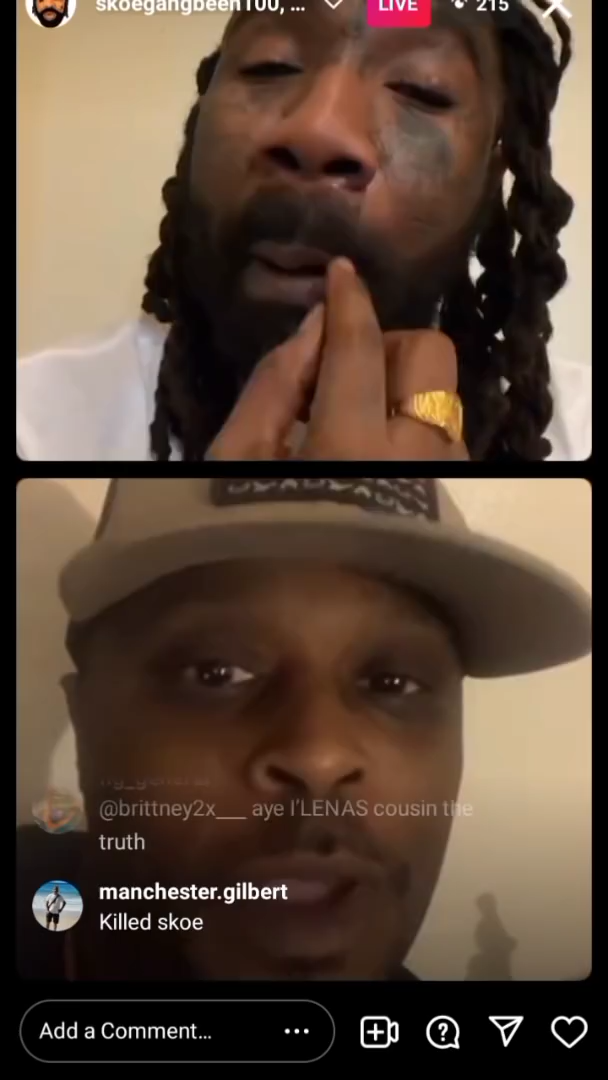 skoegangbeen100, ...
LIVE
215
@brittney2x___ aye I'LENAS cousin the
truth
manchester.gilbert
Killed skoe
Add a Comment...